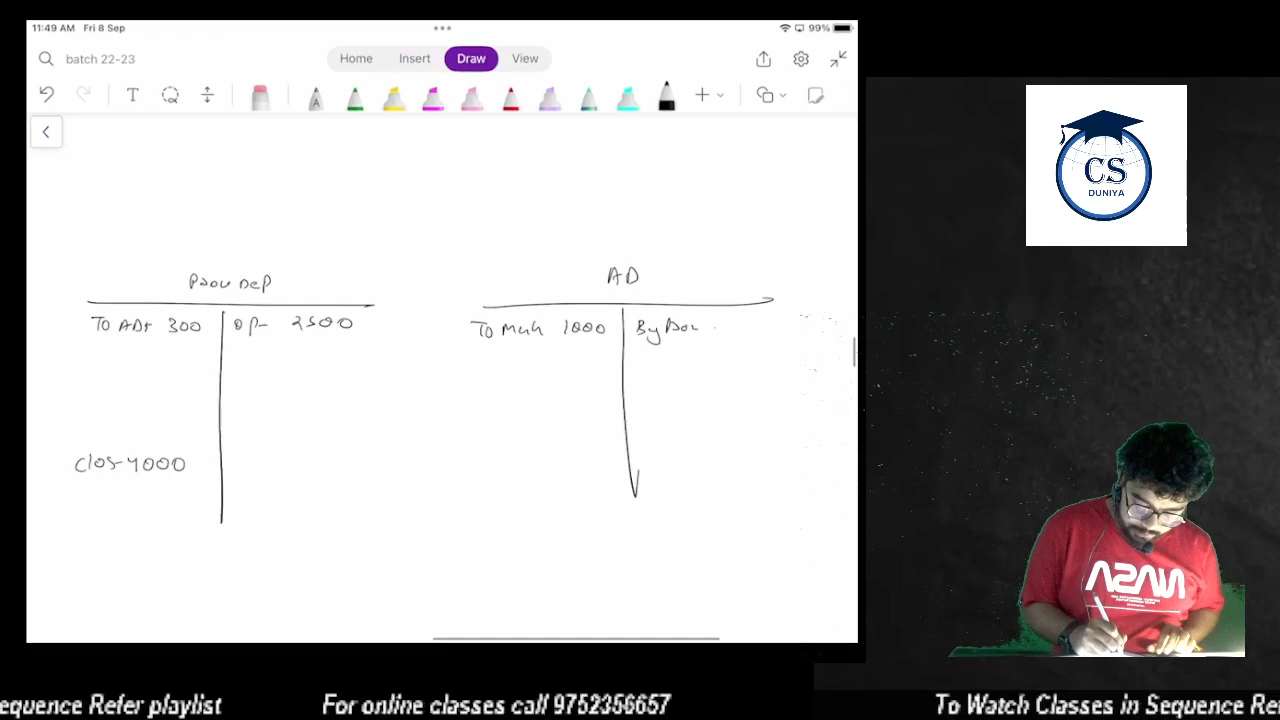 11:49 AM Fri 8 Sep
99%
batch 22-23
Home Insert Draw View
T
A
CS
DUNIYA
Prov Dep
AD
To AD+ 300
Op- 2500
To Mach 1000
By Prov
Clos-4000
NASA
equence Refer playlist
For online classes call 9752356657
To Watch Classes in Sequence Re